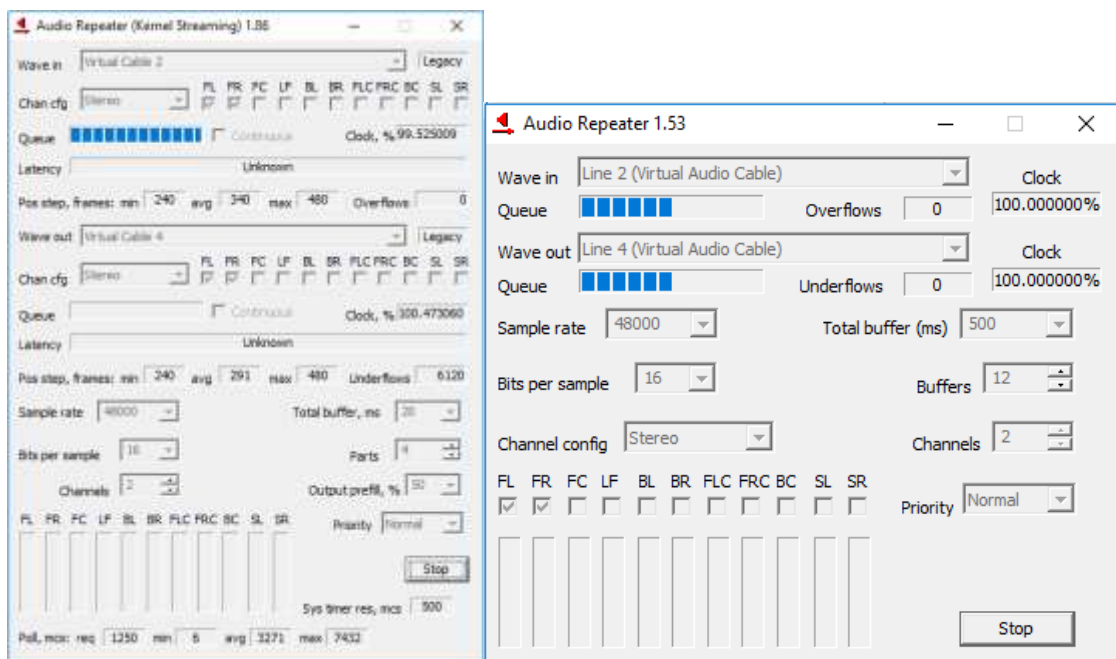 Audio Repeater (Kernel Streaming) 1.86
Wave in Virtual Cable 2 Legacy
FL FR FC LF BL BR FLC FRC BC SL SR
Chan cfg Stereo
Queue Continuous Clock, % 99.525009
Latency Unknown
Pos step, frames: min 240 avg 340 max 480 Overflows 0
Wave out Virtual Cable 4 Legacy
FL FR FC LF BL BR FLC FRC BC SL SR
Chan cfg Stereo
Queue Continuous Clock, % 100.473060
Latency Unknown
Pos step, frames: min 240 avg 291 max 480 Underflows 6120
Sample rate 48000 Total buffer, ms 20
Bits per sample 16 Parts 4
Channels 2 Output prefill, % 50
FL FR FC LF BL BR FLC FRC BC SL SR Priority Normal
Stop
Sys timer res, mcs 500
Poll, mcs: req 1250 min 6 avg 3271 max 7432
Audio Repeater 1.53
Wave in Line 2 (Virtual Audio Cable) Clock
Queue Overflows 0 100.000000%
Wave out Line 4 (Virtual Audio Cable) Clock
Queue Underflows 0 100.000000%
Sample rate 48000 Total buffer (ms) 500
Bits per sample 16 Buffers 12
Channel config Stereo Channels 2
FL FR FC LF BL BR FLC FRC BC SL SR
Priority Normal
Stop